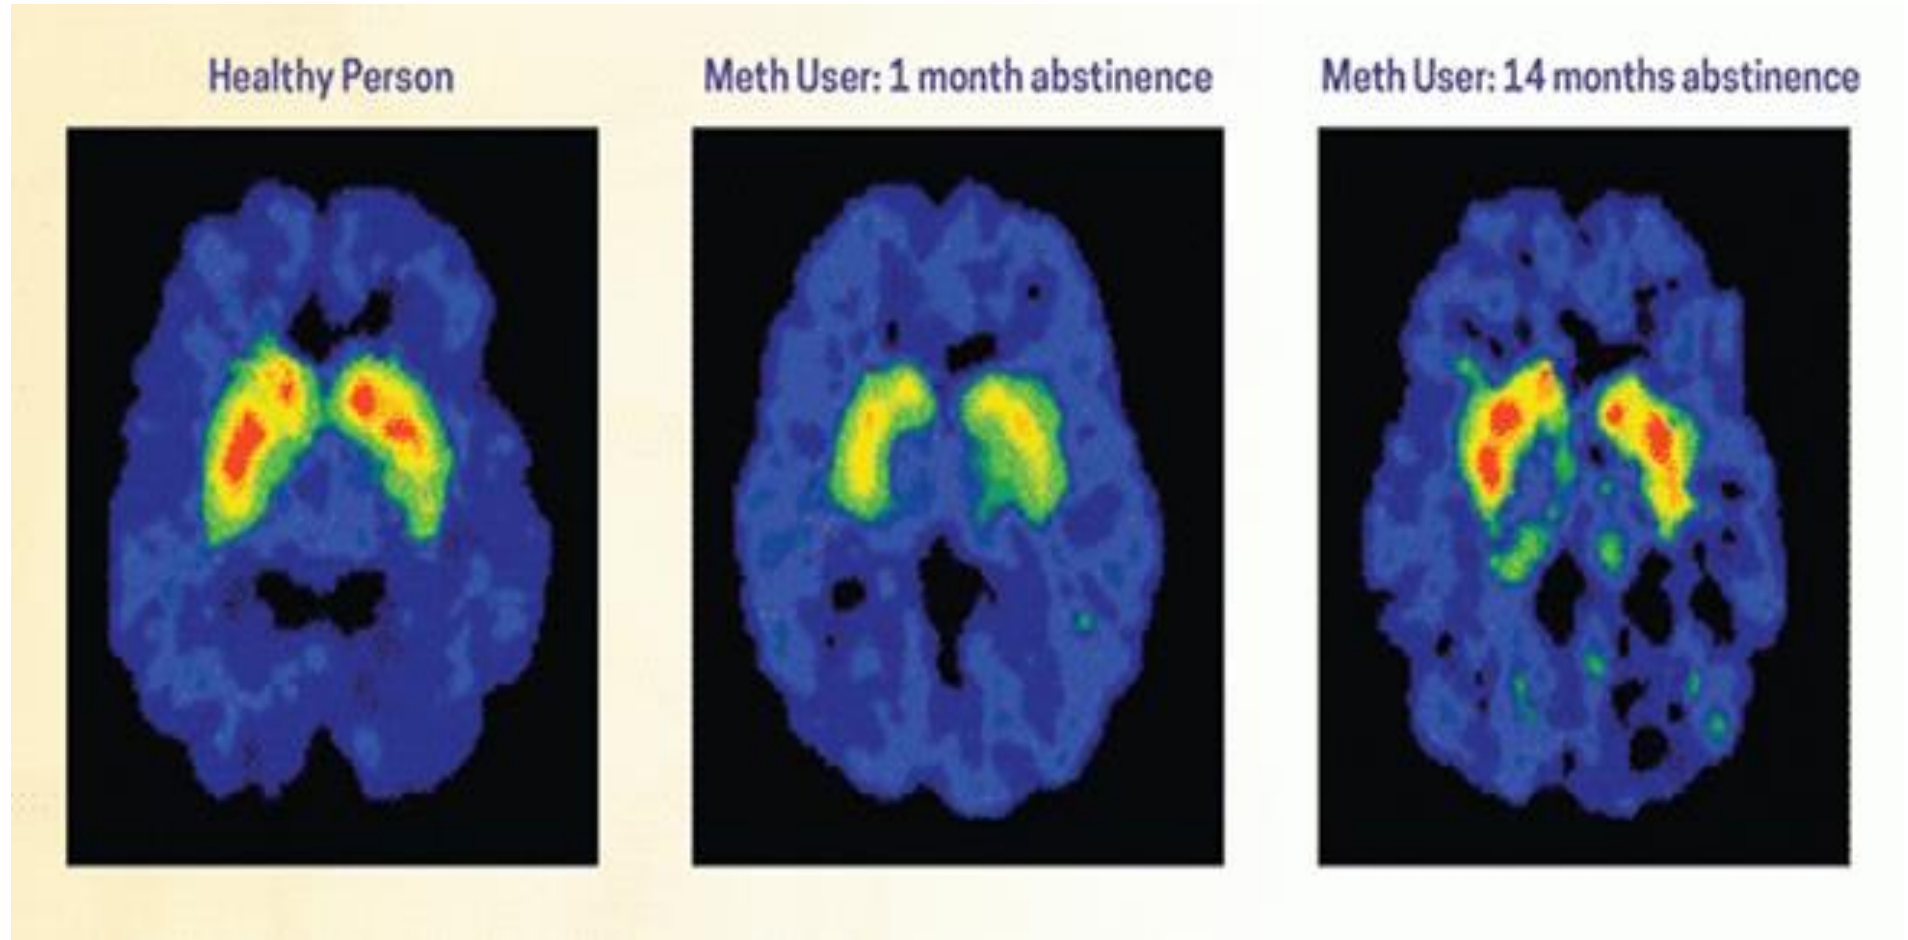 Healthy Person
Meth User: 1 month abstinence
Meth User: 14 months abstinence